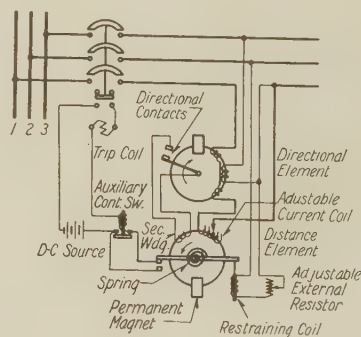 1 2 3
Directional
Contacts
Trip Coil
Directional
Element
Auxiliary
Cont. Sw.
Adustable
Current Coil
Sec.
Wdg.
Distance
Element
D-C Source
Spring
Adjustable
External
Resistor
Permanent
Magnet
Restraining Coil